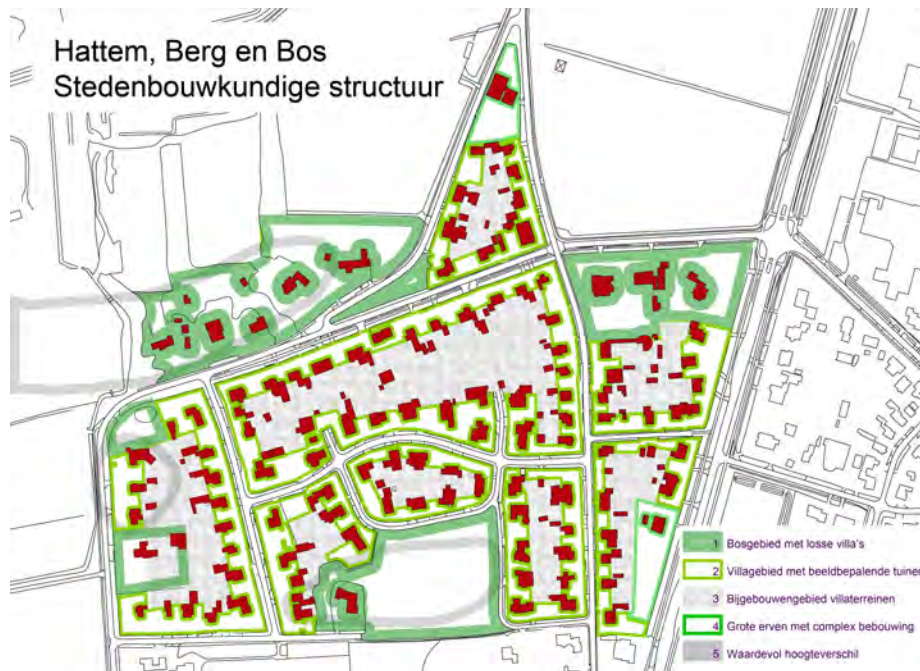 Hattem, Berg en Bos
Stedenbouwkundige structuur
1 Bosgebied met losse villa's
2 Villagebied met beeldbepalende tuinen
3 Bijgebouwengebied villaterreinen
4 Grote erven met complex bebouwing
5 Waardevol hoogteverschil